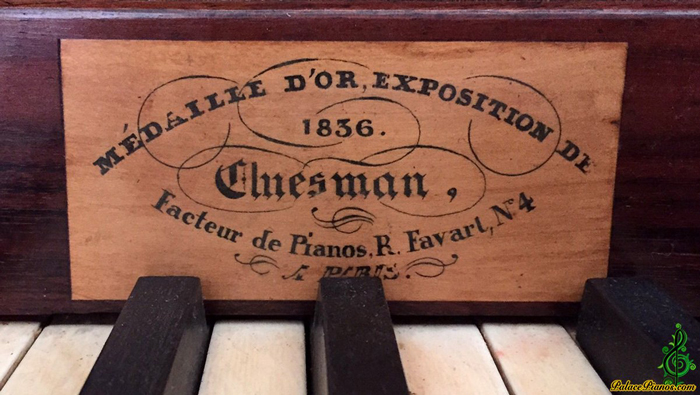 MÉDAILLE D'OR, EXPOSITION DE
1836.
Cluesman,
Facteur de Pianos, R. Favart, N° 4
A PARIS.
PalacePianos.com